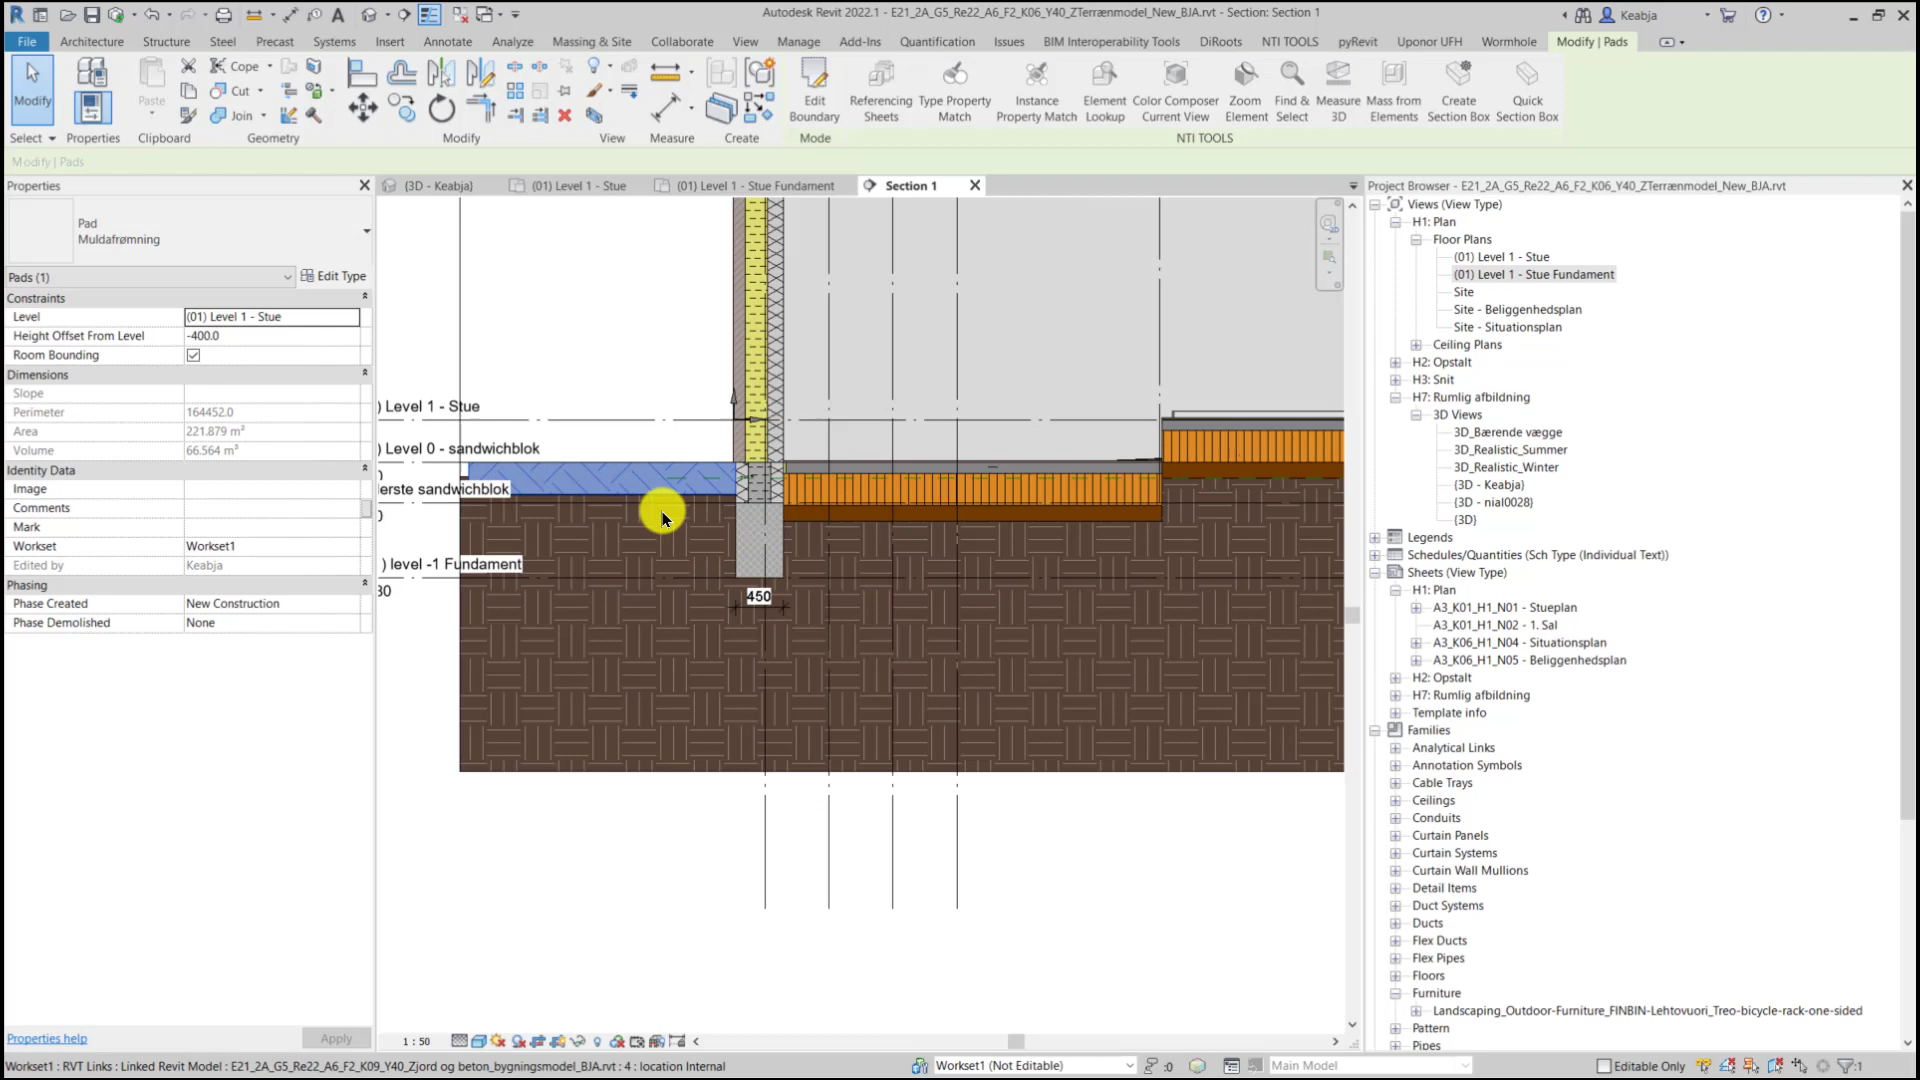 Autodesk Revit 2022.1 - E21_2A_G5_Re22_A6_F2_K06_Y40_ZTerrænmodel_New_BJA.rvt - Section: Section 1
Keabja
File Architecture Structure Steel Precast Systems Insert Annotate Analyze Massing & Site Collaborate View Manage Add-Ins Quantification Issues BIM Interoperability Tools DiRoots NTI TOOLS pyRevit Uponor UFH Wormhole Modify | Pads
Modify
Paste
Cope
Cut
Join
Edit Boundary
Referencing Sheets
Type Property Match
Instance Property Match
Element Lookup
Color Composer Current View
Zoom Element
Find & Select
Measure 3D
Mass from Elements
Create Section Box
Quick Section Box
Select Properties Clipboard Geometry Modify View Measure Create Mode NTI TOOLS
Modify | Pads
Properties
Pad
Muldafrømning
Pads (1)
Edit Type
Constraints
Level (01) Level 1 - Stue
Height Offset From Level -400.0
Room Bounding
Dimensions
Slope
Perimeter 164452.0
Area 221.879 m²
Volume 66.564 m³
Identity Data
Image
Comments
Mark
Workset Workset1
Edited by Keabja
Phasing
Phase Created New Construction
Phase Demolished None
Properties help
Apply
{3D - Keabja}
(01) Level 1 - Stue
(01) Level 1 - Stue Fundament
Section 1
) Level 1 - Stue
) Level 0 - sandwichblok
0
lerste sandwichblok
0
) level -1 Fundament
30
450
1 : 50
Project Browser - E21_2A_G5_Re22_A6_F2_K06_Y40_ZTerrænmodel_New_BJA.rvt
Views (View Type)
H1: Plan
Floor Plans
(01) Level 1 - Stue
(01) Level 1 - Stue Fundament
Site
Site - Beliggenhedsplan
Site - Situationsplan
Ceiling Plans
H2: Opstalt
H3: Snit
H7: Rumlig afbildning
3D Views
3D_Bærende vægge
3D_Realistic_Summer
3D_Realistic_Winter
{3D - Keabja}
{3D - nial0028}
{3D}
Legends
Schedules/Quantities (Sch Type (Individual Text))
Sheets (View Type)
H1: Plan
A3_K01_H1_N01 - Stueplan
A3_K01_H1_N02 - 1. Sal
A3_K06_H1_N04 - Situationsplan
A3_K06_H1_N05 - Beliggenhedsplan
H2: Opstalt
H7: Rumlig afbildning
Template info
Families
Analytical Links
Annotation Symbols
Cable Trays
Ceilings
Conduits
Curtain Panels
Curtain Systems
Curtain Wall Mullions
Detail Items
Duct Systems
Ducts
Flex Ducts
Flex Pipes
Floors
Furniture
Landscaping_Outdoor-Furniture_FINBIN-Lehtovuori_Treo-bicycle-rack-one-sided
Pattern
Pipes
Workset1 : RVT Links : Linked Revit Model : E21_2A_G5_Re22_A6_F2_K09_Y40_Zjord og beton_bygningsmodel_BJA.rvt : 4 : location Internal
Workset1 (Not Editable)
:0
Main Model
Editable Only
:1